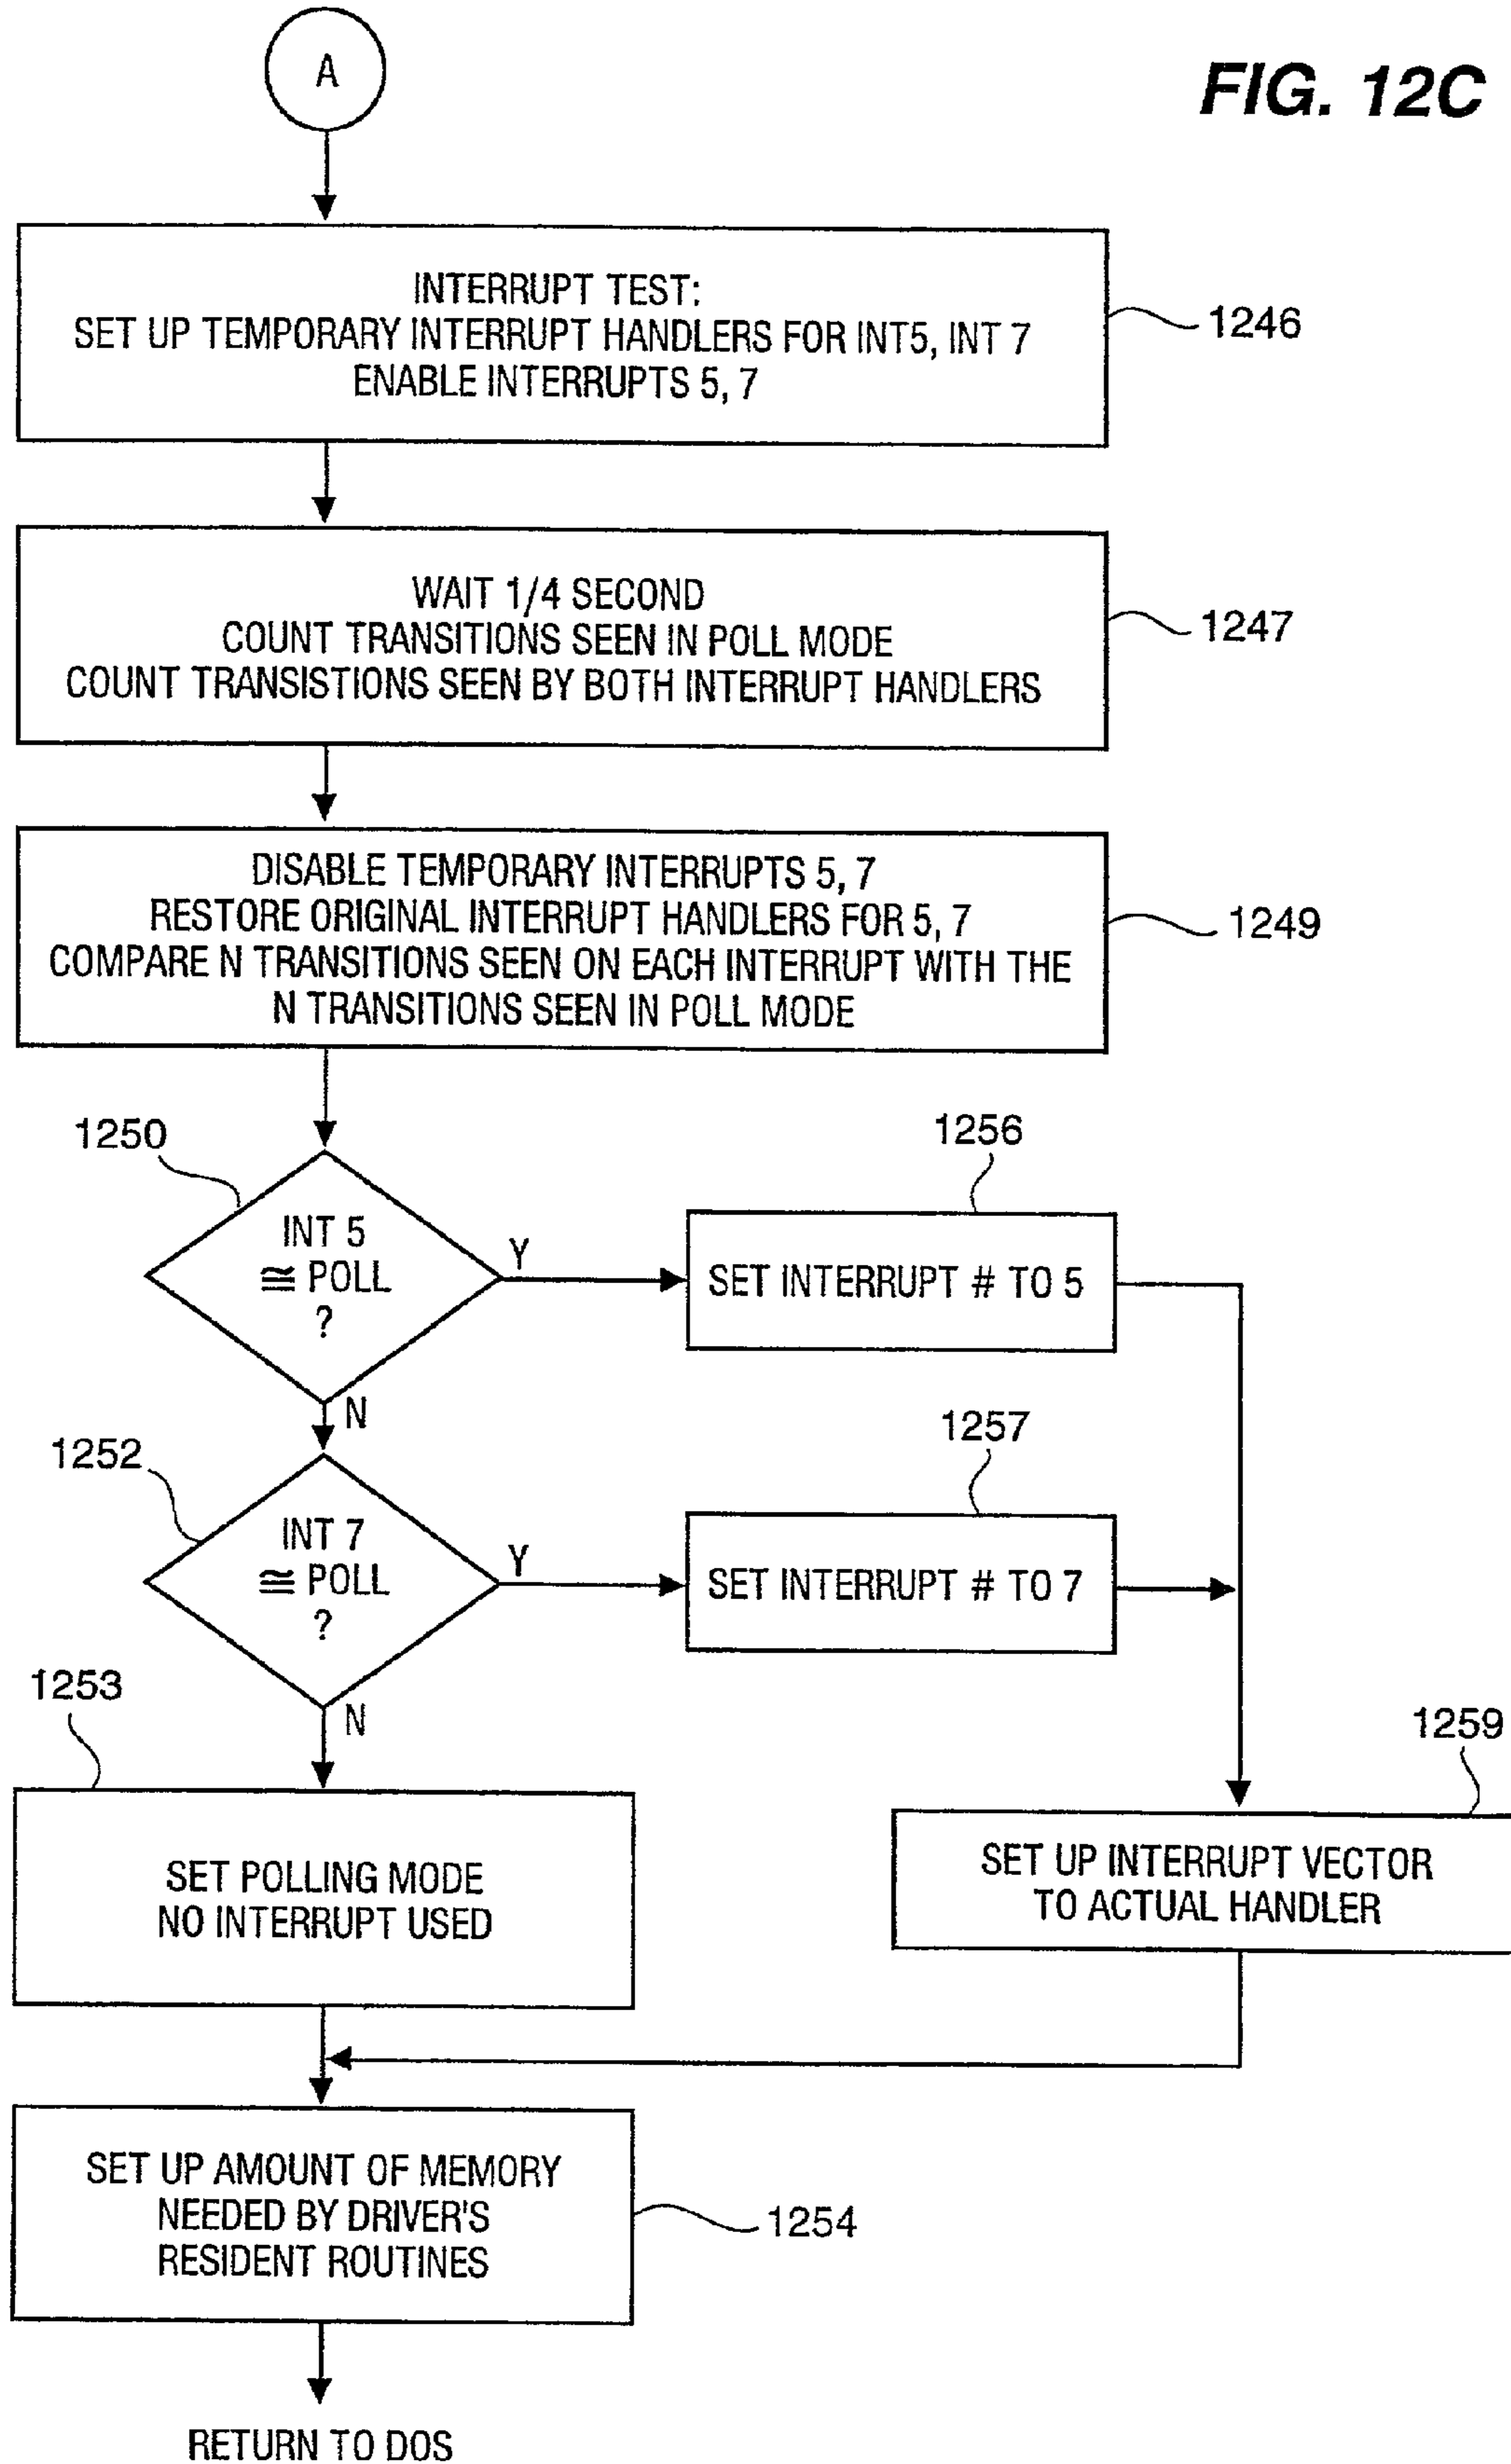 A
FIG. 12C
INTERRUPT TEST:
SET UP TEMPORARY INTERRUPT HANDLERS FOR INT5, INT 7
ENABLE INTERRUPTS 5, 7
1246
WAIT 1/4 SECOND
COUNT TRANSITIONS SEEN IN POLL MODE
COUNT TRANSISTIONS SEEN BY BOTH INTERRUPT HANDLERS
1247
DISABLE TEMPORARY INTERRUPTS 5, 7
RESTORE ORIGINAL INTERRUPT HANDLERS FOR 5, 7
COMPARE N TRANSITIONS SEEN ON EACH INTERRUPT WITH THE
N TRANSITIONS SEEN IN POLL MODE
1249
1250
INT 5
≅ POLL
?
Y
N
1256
SET INTERRUPT # TO 5
1252
INT 7
≅ POLL
?
Y
N
1257
SET INTERRUPT # TO 7
1253
SET POLLING MODE
NO INTERRUPT USED
1259
SET UP INTERRUPT VECTOR
TO ACTUAL HANDLER
SET UP AMOUNT OF MEMORY
NEEDED BY DRIVER'S
RESIDENT ROUTINES
1254
RETURN TO DOS